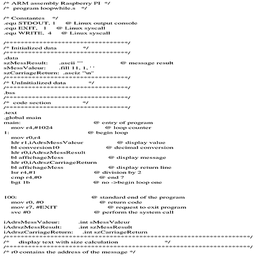 /* ARM assembly Raspberry PI */
/* program loopwhile.s */
/* Constantes */
.equ STDOUT, 1 @ Linux output console
.equ EXIT, 1 @ Linux syscall
.equ WRITE, 4 @ Linux syscall
/*********************************/
/* Initialized data */
/*********************************/
.data
szMessResult: .ascii "" @ message result
sMessValeur: .fill 11, 1, ' '
szCarriageReturn: .asciz "\n"
/*********************************/
/* UnInitialized data */
/*********************************/
.bss
/*********************************/
/* code section */
/*********************************/
.text
.global main
main: @ entry of program
mov r4,#1024 @ loop counter
1: @ begin loop
mov r0,r4
ldr r1,iAdrsMessValeur @ display value
bl conversion10 @ decimal conversion
ldr r0,iAdrszMessResult
bl affichageMess @ display message
ldr r0,iAdrszCarriageReturn
bl affichageMess @ display return line
lsr r4,#1 @ division by 2
cmp r4,#0 @ end ?
bgt 1b @ no ->begin loop one
100: @ standard end of the program
mov r0, #0 @ return code
mov r7, #EXIT @ request to exit program
svc #0 @ perform the system call
iAdrsMessValeur: .int sMessValeur
iAdrszMessResult: .int szMessResult
iAdrszCarriageReturn: .int szCarriageReturn
/******************************************************************/
/* display text with size calculation */
/******************************************************************/
/* r0 contains the address of the message */